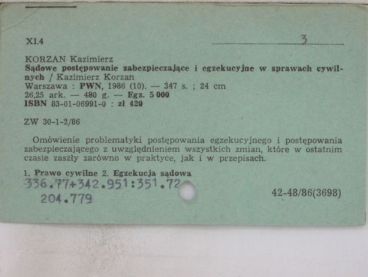 XI.4
3
KORZAN Kazimierz
Sądowe postępowanie zabezpieczające i egzekucyjne w sprawach cywil-
nych / Kazimierz Korzan
Warszawa : PWN, 1986 (10). — 347 s. ; 24 cm
26,25 ark. — 480 g. — Egz. 5 000
ISBN 83-01-06991-0 : zł 420
ZW 30-1-2/86
Omówienie problematyki postępowania egzekucyjnego i postępowania
zabezpieczającego z uwzględnieniem wszystkich zmian, które w ostatnim
czasie zaszły zarówno w praktyce, jak i w przepisach.
1. Prawo cywilne 2. Egzekucja sądowa
336.77+342.951:351.72
204.779
42-48/86(3698)